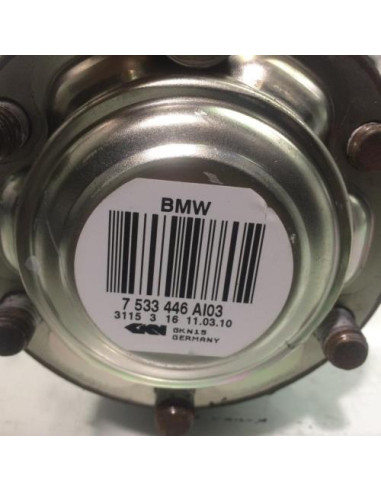 BMW
7 533 446 AI03
3115 3 16 11.03.10
GKN GKN15
GERMANY